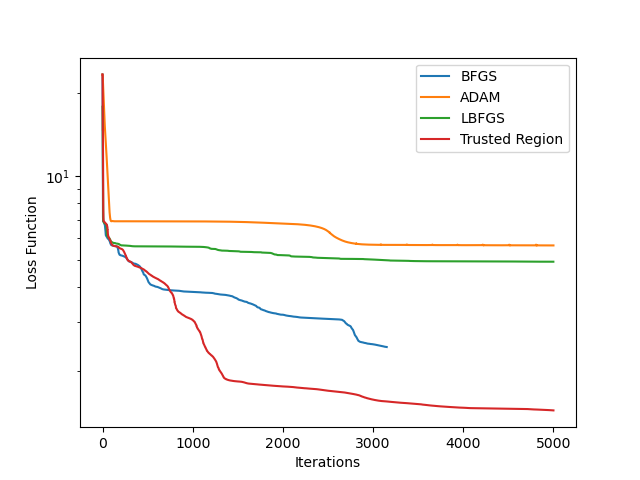 BFGS
ADAM
LBFGS
Trusted Region
10¹
Loss Function
0 1000 2000 3000 4000 5000
Iterations